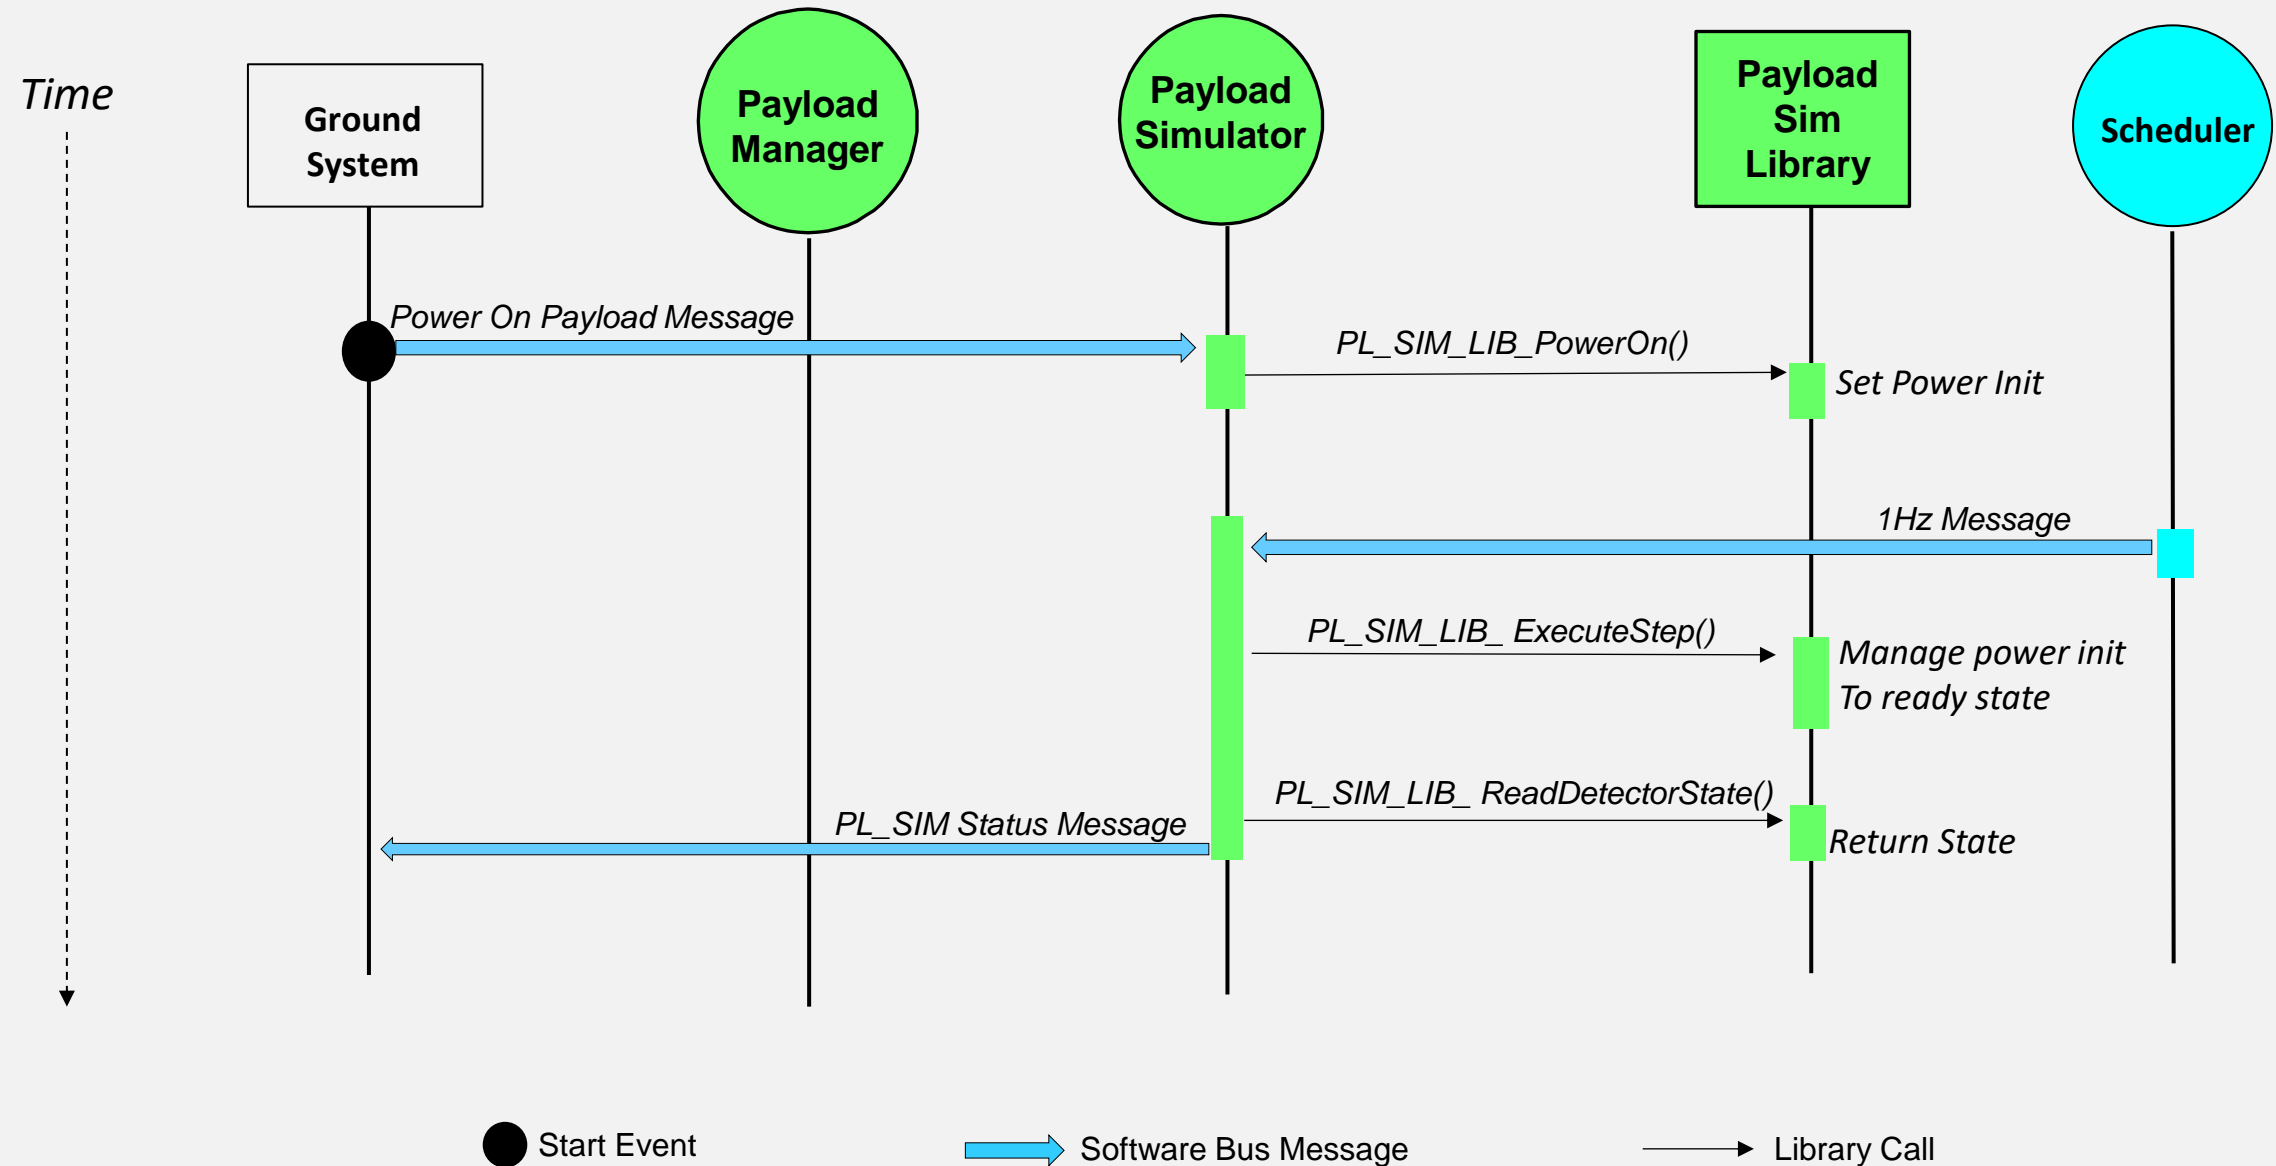 Time
Ground
System
Payload
Manager
Payload
Simulator
Payload
Sim
Library
Scheduler
Power On Payload Message
PL_SIM_LIB_PowerOn()
Set Power Init
1Hz Message
PL_SIM_LIB_ ExecuteStep()
Manage power init
To ready state
PL_SIM_LIB_ ReadDetectorState()
PL_SIM Status Message
Return State
Start Event
Software Bus Message
Library Call